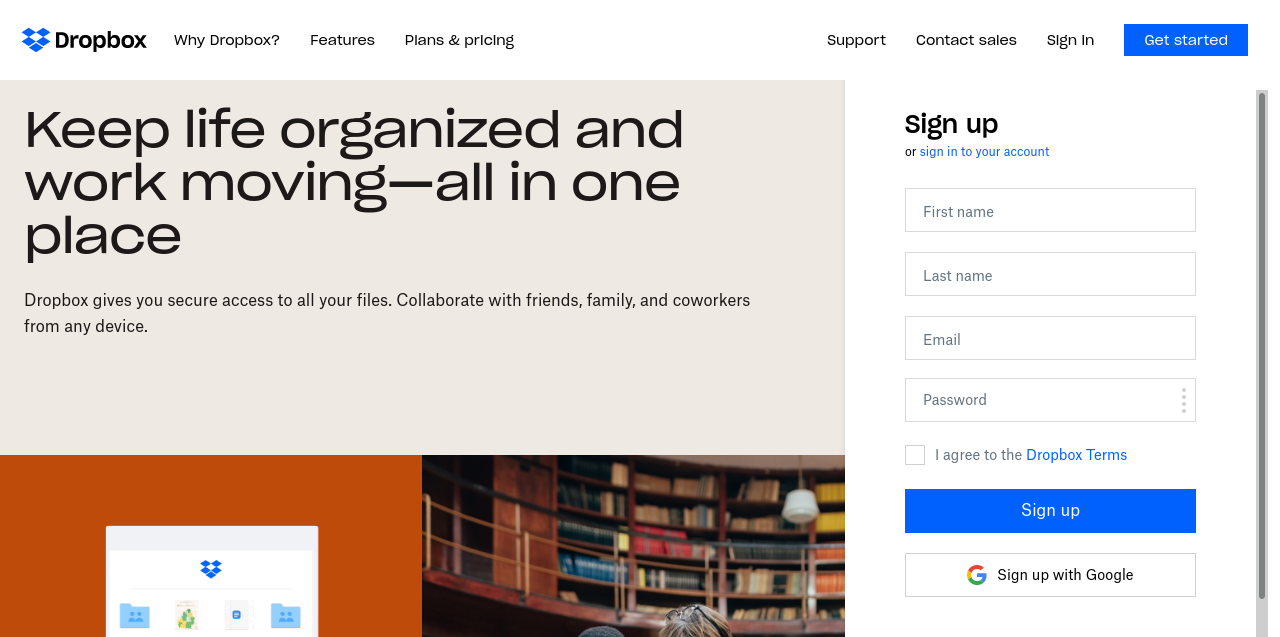 Dropbox
Why Dropbox?
Features
Plans & pricing
Support
Contact sales
Sign in
Get started
Keep life organized and
work moving—all in one
place
Dropbox gives you secure access to all your files. Collaborate with friends, family, and coworkers
from any device.
Sign up
or sign in to your account
First name
Last name
Email
Password
I agree to the Dropbox Terms
Sign up
Sign up with Google